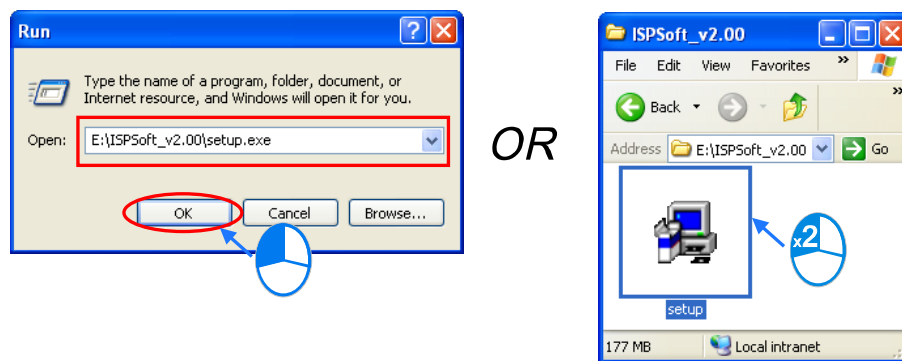 Run
Type the name of a program, folder, document, or
Internet resource, and Windows will open it for you.
Open: E:\ISPSoft_v2.00\setup.exe
OK Cancel Browse...
OR
ISPSoft_v2.00
File Edit View Favorites »
Back »
Address E:\ISPSoft_v2.00 Go
x2
setup
177 MB Local intranet